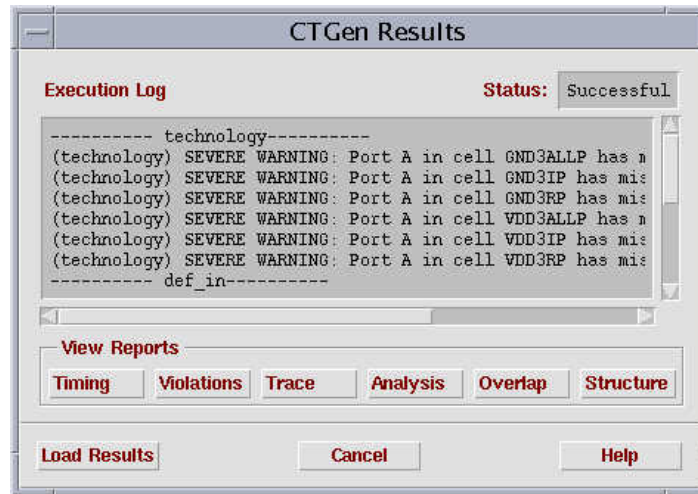 CTGen Results
Execution Log Status: Successful
---------- technology----------
(technology) SEVERE WARNING: Port A in cell GND3ALLP has m
(technology) SEVERE WARNING: Port A in cell GND3IP has mis
(technology) SEVERE WARNING: Port A in cell GND3RP has mis
(technology) SEVERE WARNING: Port A in cell VDD3ALLP has m
(technology) SEVERE WARNING: Port A in cell VDD3IP has mis
(technology) SEVERE WARNING: Port A in cell VDD3RP has mis
---------- def_in----------
View Reports
Timing Violations Trace Analysis Overlap Structure
Load Results Cancel Help